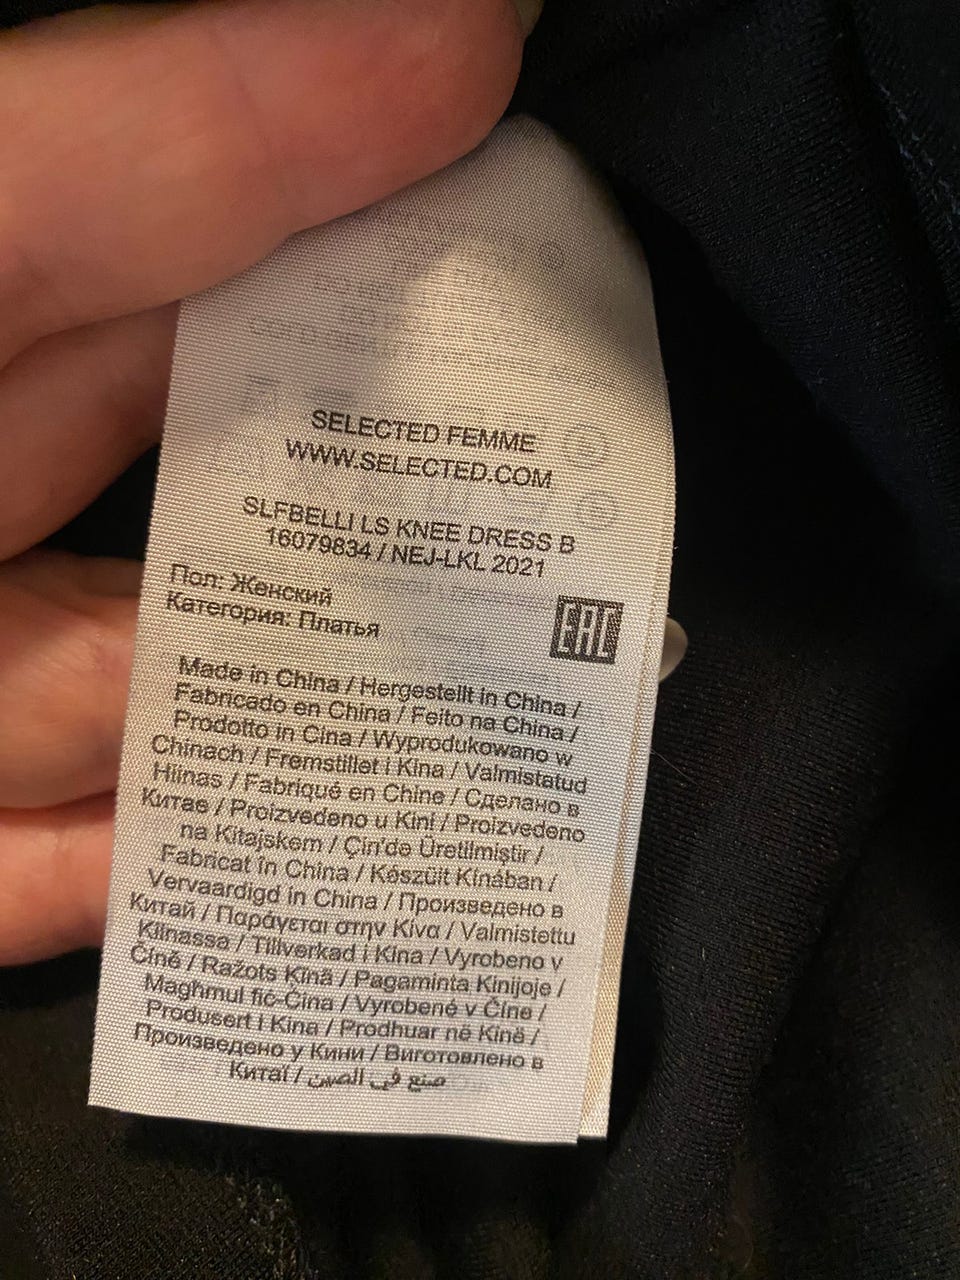 SELECTED FEMME
WWW.SELECTED.COM
SLFBELLI LS KNEE DRESS B
16079834 / NEJ-LKL 2021
Пол: Женский
Категория: Платья
EAC
Made in China / Hergestellt in China /
Fabricado en China / Feito na China /
Prodotto in Cina / Wyprodukowano w
Chinach / Fremstillet i Kina / Valmistatud
Hiinas / Fabriqué en Chine / Сделано в
Китае / Proizvedeno u Kini / Proizvedeno
na Kitajskem / Çin'de Üretilmiştir /
Fabricat în China / Készült Kínában /
Vervaardigd in China / Произведено в
Китай / Παράγεται στην Κίνα / Valmistettu
Kiinassa / Tillverkad i Kina / Vyrobeno v
Číně / Ražots Ķīnā / Pagaminta Kinijoje /
Magħmul fiċ-Ċina / Vyrobené v Číne /
Produsert i Kina / Prodhuar në Kinë /
Произведено у Кини / Виготовлено в
Китаї / صنع في الصين